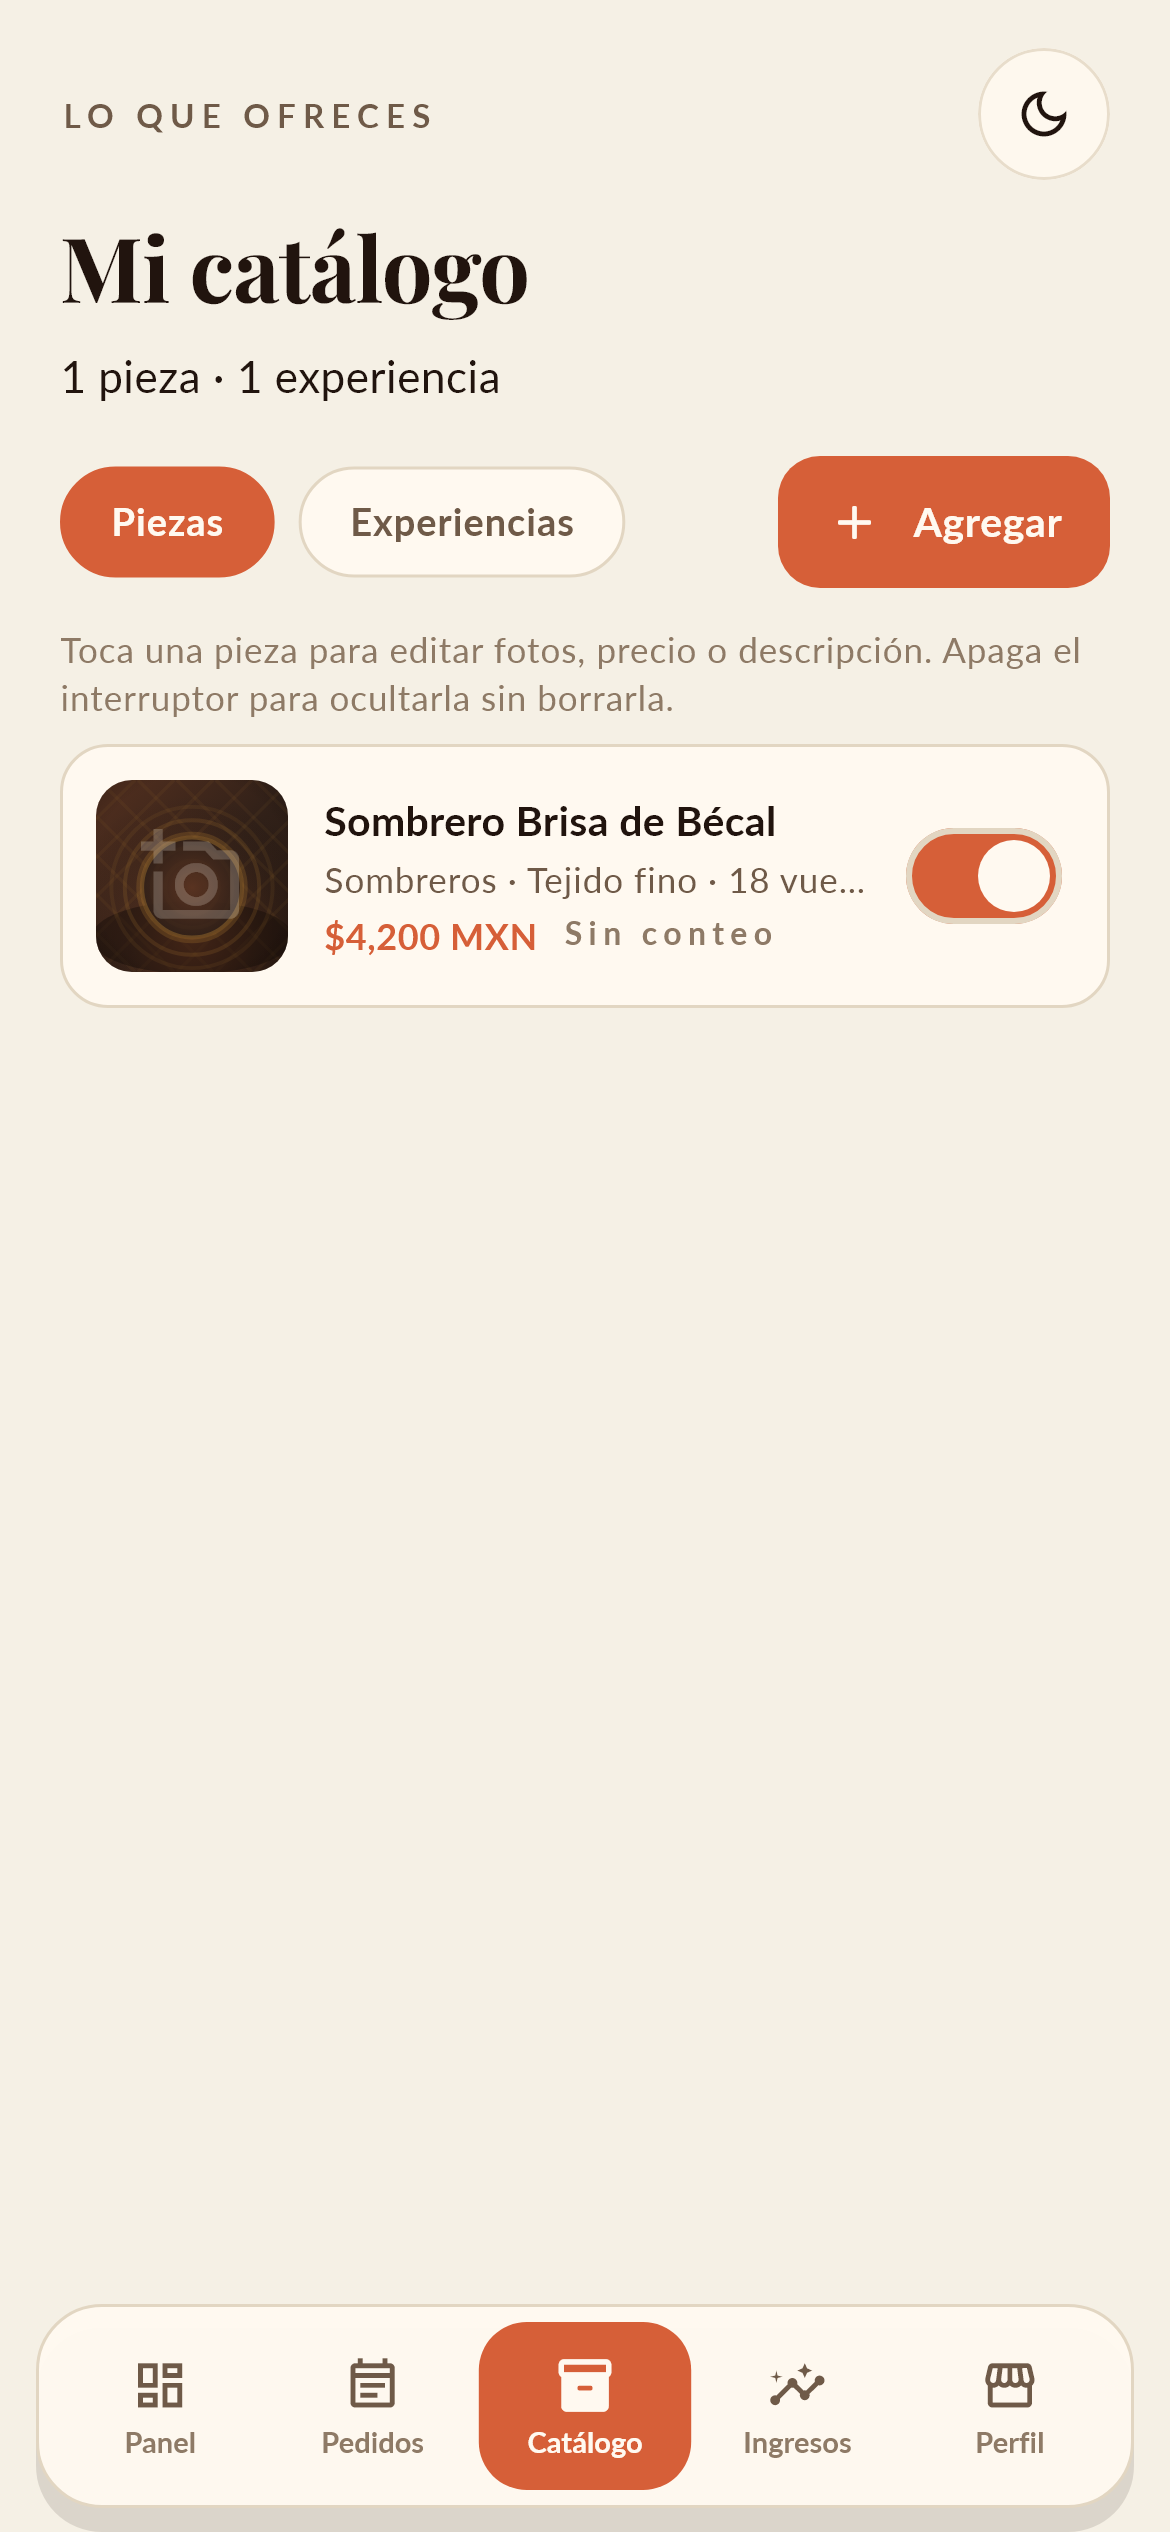 LO QUE OFRECES
Mi catálogo
1 pieza · 1 experiencia
Piezas
Experiencias
Agregar
Toca una pieza para editar fotos, precio o descripción. Apaga el
interruptor para ocultarla sin borrarla.
Sombrero Brisa de Bécal
Sombreros · Tejido fino · 18 vue...
$4,200 MXN Sin conteo
Panel
Pedidos
Catálogo
Ingresos
Perfil